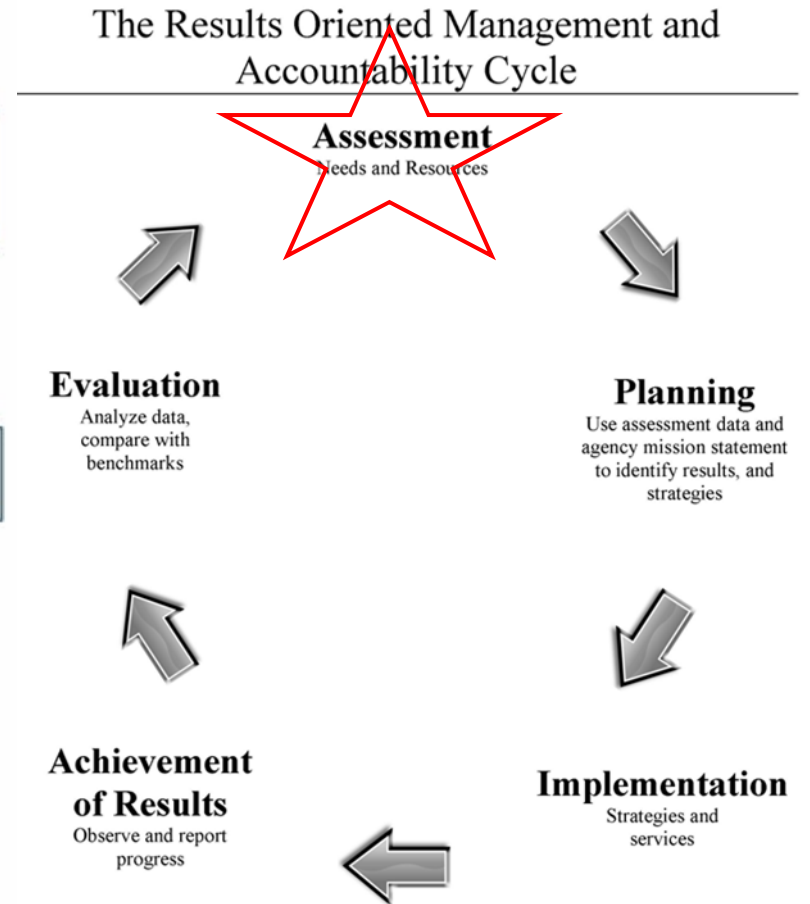 The Results Oriented Management and
Accountability Cycle
Assessment
Needs and Resources
Planning
Use assessment data and
agency mission statement
to identify results, and
strategies
Implementation
Strategies and
services
Achievement
of Results
Observe and report
progress
Evaluation
Analyze data,
compare with
benchmarks